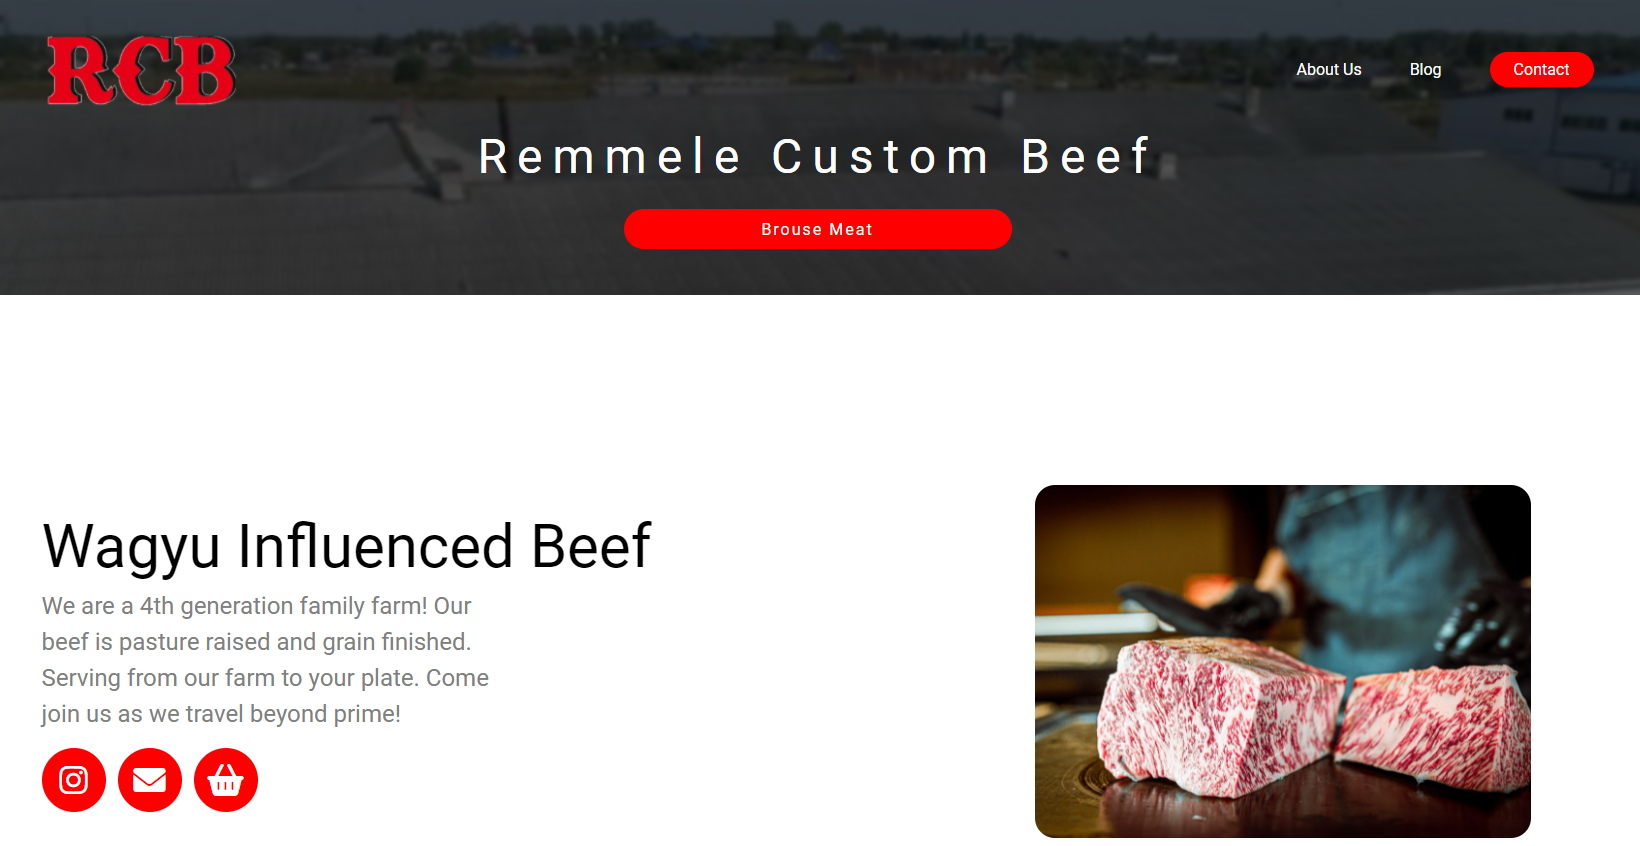 RCB
About Us
Blog
Contact
Remmele Custom Beef
Brouse Meat
Wagyu Influenced Beef
We are a 4th generation family farm! Our
beef is pasture raised and grain finished.
Serving from our farm to your plate. Come
join us as we travel beyond prime!